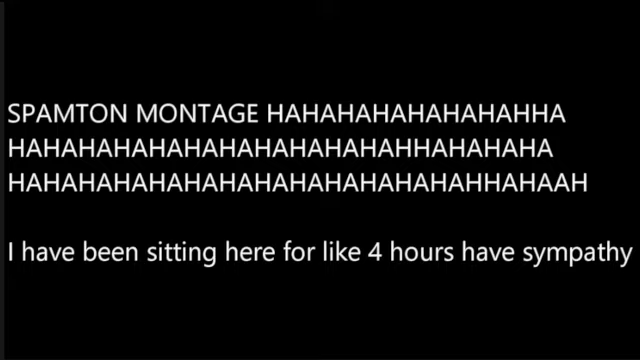 SPAMTON MONTAGE HAHAHAHAHAHAHAHHA
HAHAHAHAHAHAHAHAHAHAHAHHAHAHAHA
HAHAHAHAHAHAHAHAHAHAHAHAHAHHAHAAH
I have been sitting here for like 4 hours have sympathy